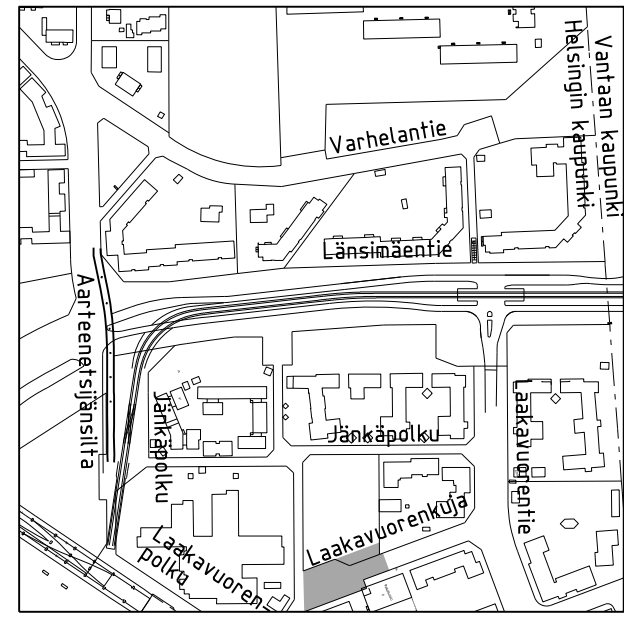 Vantaan kaupunki
Helsingin kaupunki
Varhelantie
Länsimäentie
Aarteenetsijänsilta
Jänkäpolku
Jänkäpolku
Laakavuorentie
Laakavuorenkuja
Laakavuoren-
polku